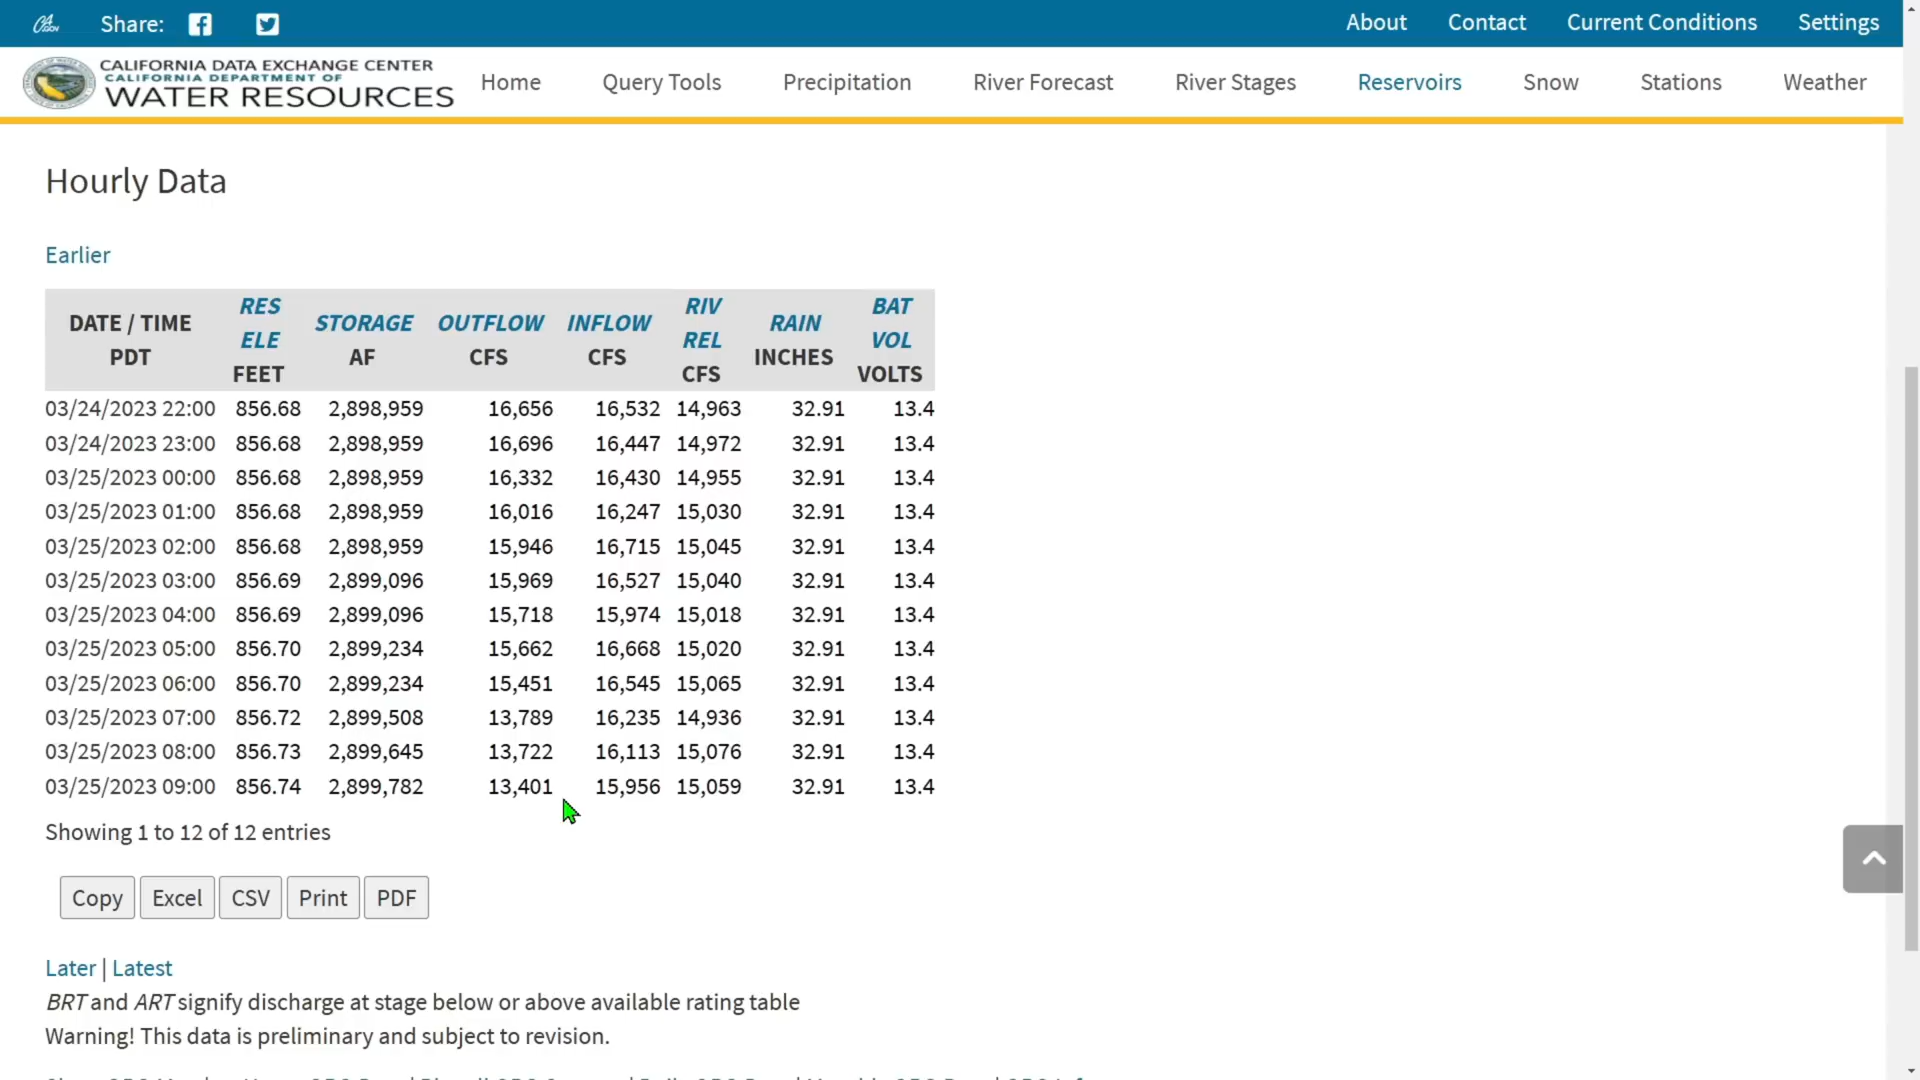 Share:
About Contact Current Conditions Settings
CALIFORNIA DATA EXCHANGE CENTER
CALIFORNIA DEPARTMENT OF
WATER RESOURCES
Home Query Tools Precipitation River Forecast River Stages Reservoirs Snow Stations Weather
Hourly Data
Earlier
DATE / TIME PDT RES ELE FEET STORAGE AF OUTFLOW CFS INFLOW CFS RIV REL CFS RAIN INCHES BAT VOL VOLTS
03/24/2023 22:00 856.68 2,898,959 16,656 16,532 14,963 32.91 13.4
03/24/2023 23:00 856.68 2,898,959 16,696 16,447 14,972 32.91 13.4
03/25/2023 00:00 856.68 2,898,959 16,332 16,430 14,955 32.91 13.4
03/25/2023 01:00 856.68 2,898,959 16,016 16,247 15,030 32.91 13.4
03/25/2023 02:00 856.68 2,898,959 15,946 16,715 15,045 32.91 13.4
03/25/2023 03:00 856.69 2,899,096 15,969 16,527 15,040 32.91 13.4
03/25/2023 04:00 856.69 2,899,096 15,718 15,974 15,018 32.91 13.4
03/25/2023 05:00 856.70 2,899,234 15,662 16,668 15,020 32.91 13.4
03/25/2023 06:00 856.70 2,899,234 15,451 16,545 15,065 32.91 13.4
03/25/2023 07:00 856.72 2,899,508 13,789 16,235 14,936 32.91 13.4
03/25/2023 08:00 856.73 2,899,645 13,722 16,113 15,076 32.91 13.4
03/25/2023 09:00 856.74 2,899,782 13,401 15,956 15,059 32.91 13.4
Showing 1 to 12 of 12 entries
Copy Excel CSV Print PDF
Later | Latest
BRT and ART signify discharge at stage below or above available rating table
Warning! This data is preliminary and subject to revision.